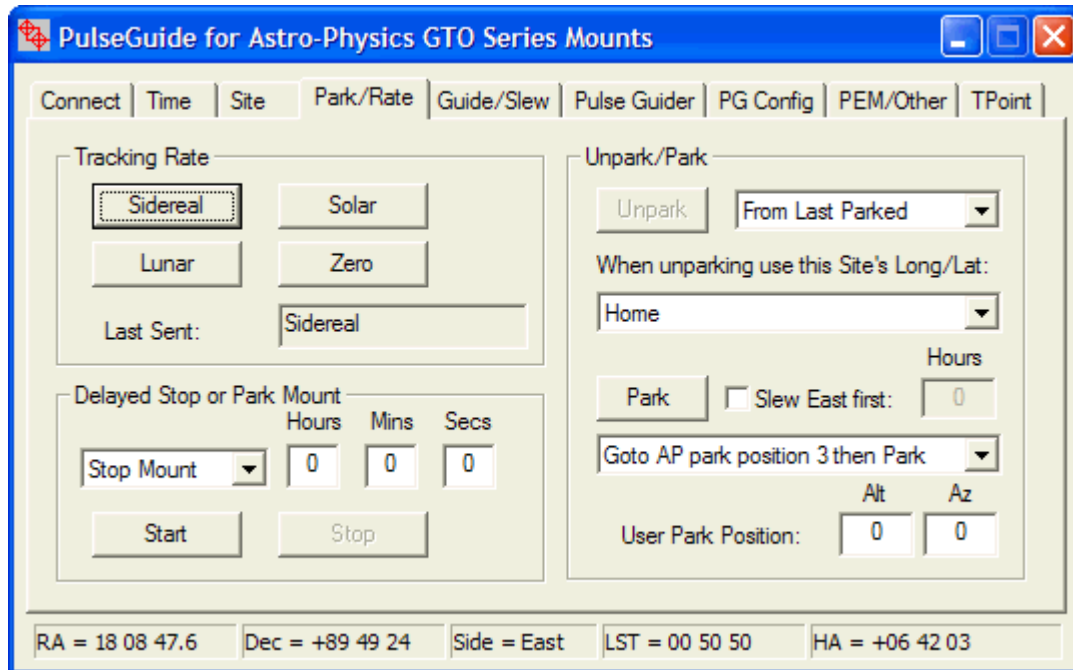 PulseGuide for Astro-Physics GTO Series Mounts
Connect Time Site Park/Rate Guide/Slew Pulse Guider PG Config PEM/Other TPoint
Tracking Rate
Sidereal Solar
Lunar Zero
Last Sent: Sidereal
Delayed Stop or Park Mount
Hours Mins Secs
Stop Mount 0 0 0
Start Stop
Unpark/Park
Unpark From Last Parked
When unparking use this Site's Long/Lat:
Home
Hours
Park Slew East first: 0
Goto AP park position 3 then Park
Alt Az
User Park Position: 0 0
RA = 18 08 47.6 Dec = +89 49 24 Side = East LST = 00 50 50 HA = +06 42 03